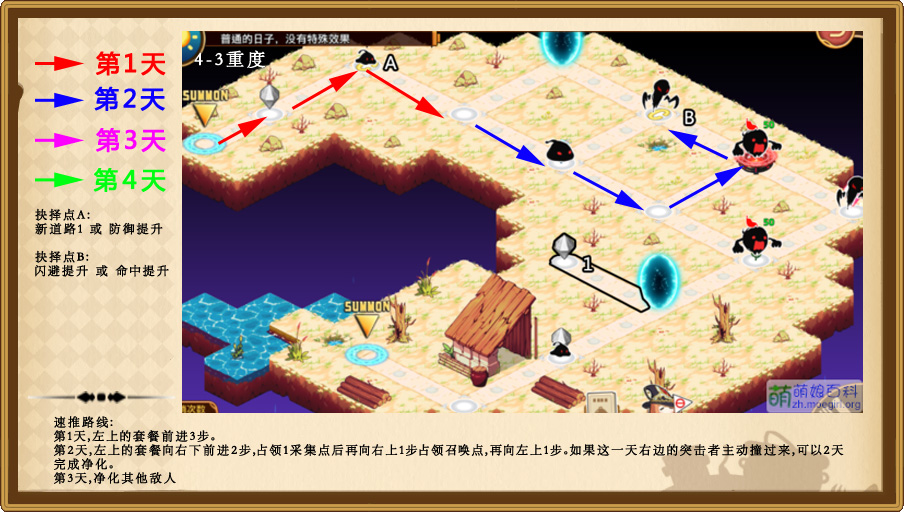 普通的日子，没有特殊效果
4-3重度
第1天
第2天
第3天
第4天
SUMMON
A
B
50
50
1
抉择点A:
新道路1 或 防御提升
抉择点B:
闪避提升 或 命中提升
SUMMON
萌娘百科
zh.moegirl.org
速推路线:
第1天,左上的套餐前进3步。
第2天,左上的套餐向右下前进2步,占领1采集点后再向右上1步占领召唤点,再向左上1步。如果这一天右边的突击者主动撞过来,可以2天
完成净化。
第3天,净化其他敌人